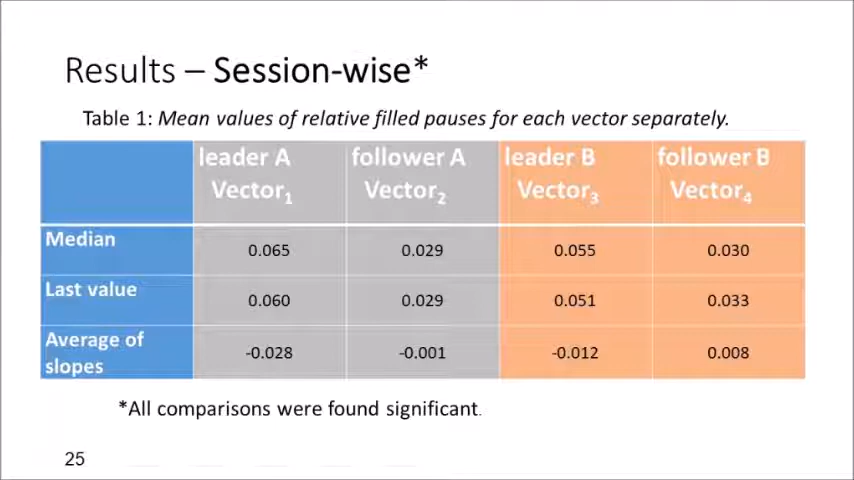 Results – Session-wise*
Table 1: Mean values of relative filled pauses for each vector separately.
leader A follower A leader B follower B
Vector₁ Vector₂ Vector₃ Vector₄
Median 0.065 0.029 0.055 0.030
Last value 0.060 0.029 0.051 0.033
Average of slopes -0.028 -0.001 -0.012 0.008
*All comparisons were found significant.
25